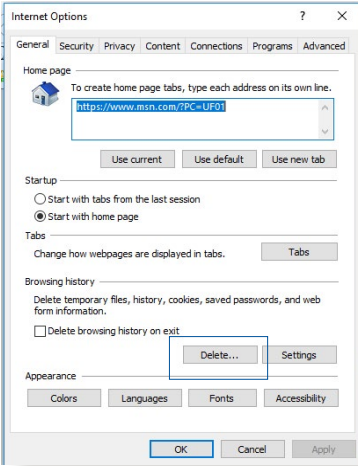 Internet Options
? X
General Security Privacy Content Connections Programs Advanced
Home page
To create home page tabs, type each address on its own line.
https://www.msn.com/?PC=UF01
Use current Use default Use new tab
Startup
Start with tabs from the last session
Start with home page
Tabs
Change how webpages are displayed in tabs. Tabs
Browsing history
Delete temporary files, history, cookies, saved passwords, and web
form information.
Delete browsing history on exit
Delete... Settings
Appearance
Colors Languages Fonts Accessibility
OK Cancel Apply